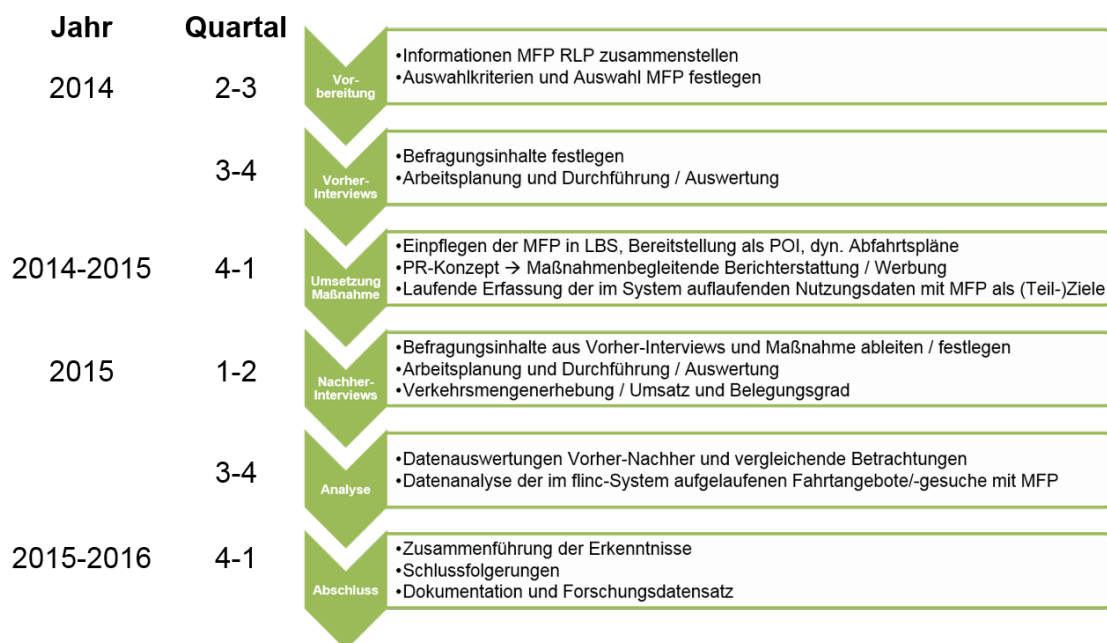 Jahr Quartal
2014 2-3
Vor-
bereitung
•Informationen MFP RLP zusammenstellen
•Auswahlkriterien und Auswahl MFP festlegen
3-4
Vorher-
Interviews
•Befragungsinhalte festlegen
•Arbeitsplanung und Durchführung / Auswertung
2014-2015 4-1
Umsetzung
Maßnahme
•Einpflegen der MFP in LBS, Bereitstellung als POI, dyn. Abfahrtspläne
•PR-Konzept → Maßnahmenbegleitende Berichterstattung / Werbung
•Laufende Erfassung der im System auflaufenden Nutzungsdaten mit MFP als (Teil-)Ziele
2015 1-2
Nachher-
Interviews
•Befragungsinhalte aus Vorher-Interviews und Maßnahme ableiten / festlegen
•Arbeitsplanung und Durchführung / Auswertung
•Verkehrsmengenerhebung / Umsatz und Belegungsgrad
3-4
Analyse
•Datenauswertungen Vorher-Nachher und vergleichende Betrachtungen
•Datenanalyse der im flinc-System aufgelaufenen Fahrtangebote/-gesuche mit MFP
2015-2016 4-1
Abschluss
•Zusammenführung der Erkenntnisse
•Schlussfolgerungen
•Dokumentation und Forschungsdatensatz